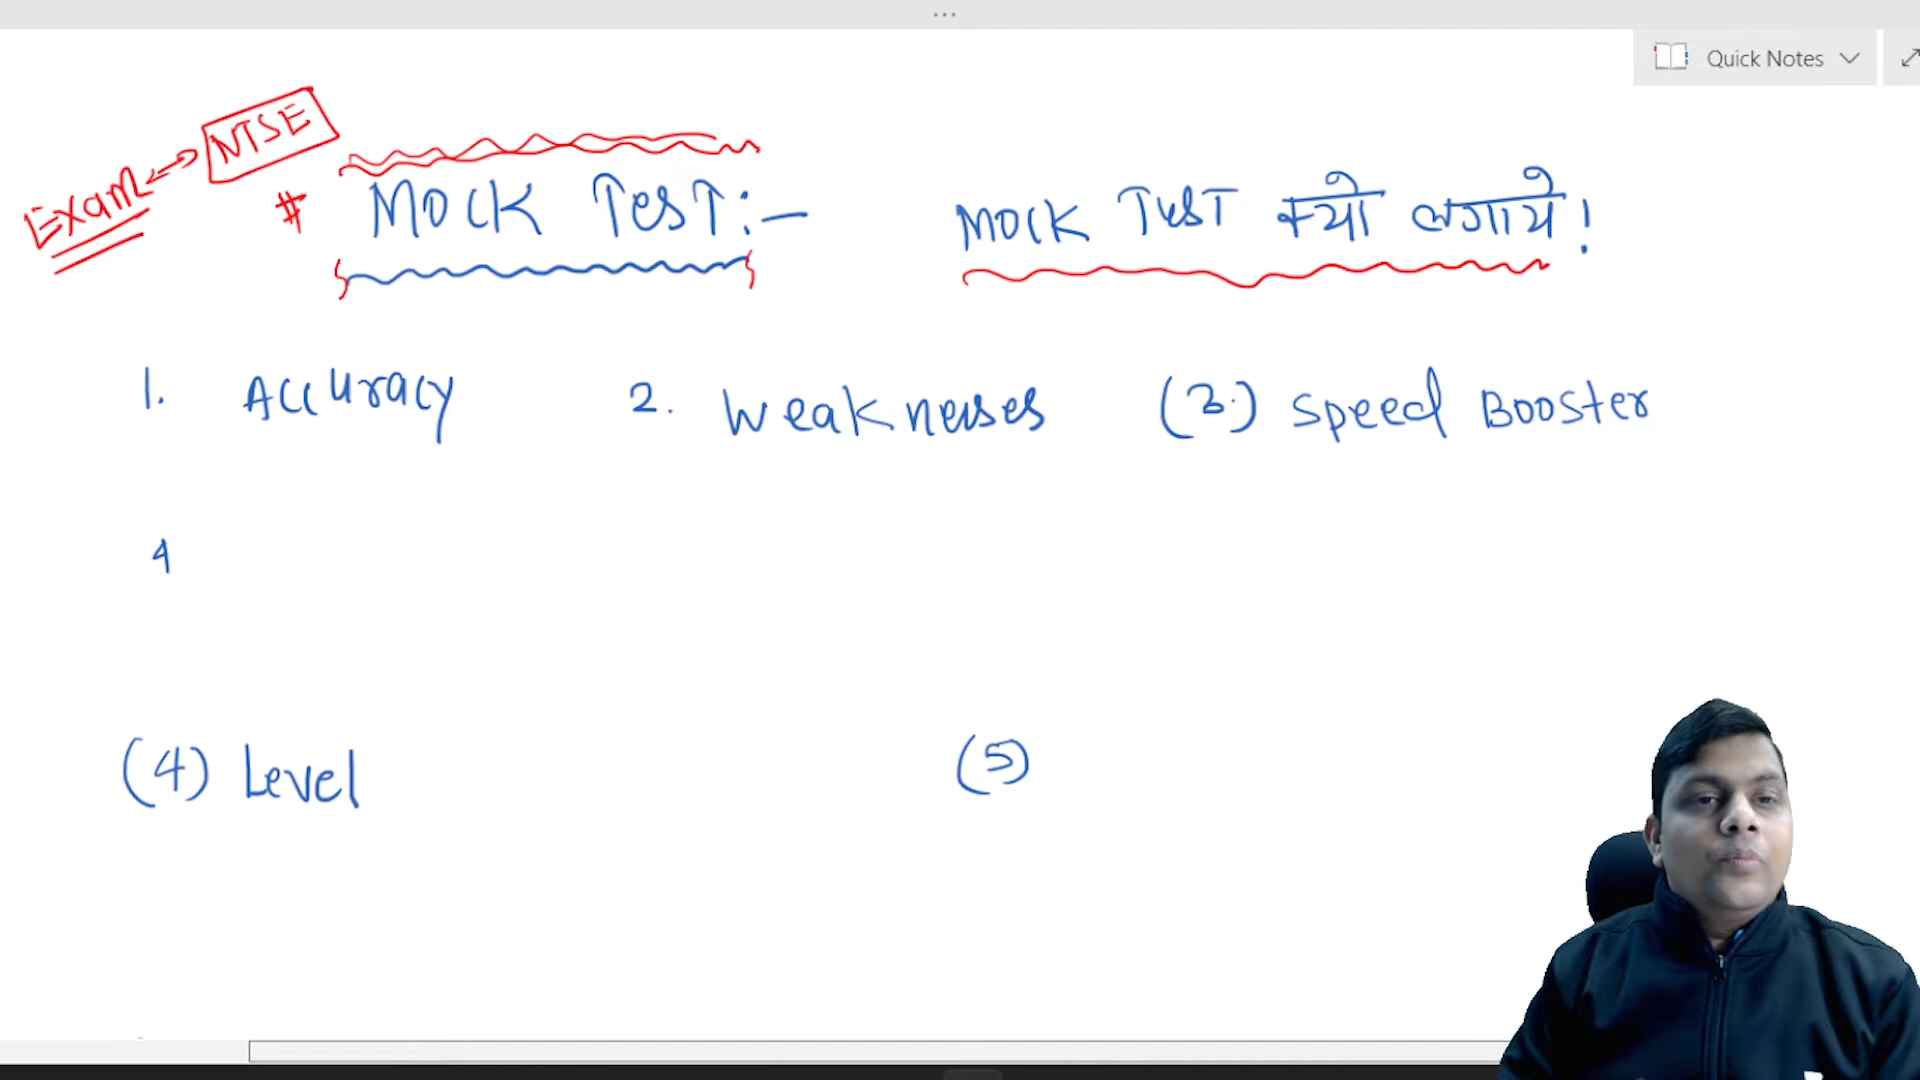 Quick Notes
NTSE
Exam
# MOCK TEST:- MOCK TEST क्यो लगाये!
1. Accuracy 2. Weaknesses (3.) Speed Booster
4
(4) Level (5)